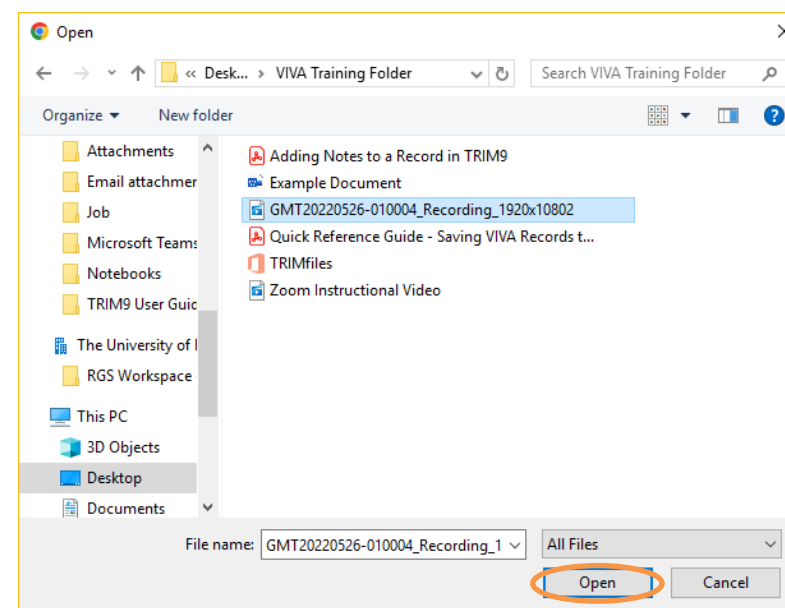 Open
« Desk... › VIVA Training Folder
Search VIVA Training Folder
Organize
New folder
?
Attachments
Email attachmer
Job
Microsoft Teams
Notebooks
TRIM9 User Guid
The University of
RGS Workspace
This PC
3D Objects
Desktop
Documents
Adding Notes to a Record in TRIM9
Example Document
GMT20220526-010004_Recording_1920x10802
Quick Reference Guide - Saving VIVA Records t...
TRIMfiles
Zoom Instructional Video
File name: GMT20220526-010004_Recording_1
All Files
Open
Cancel